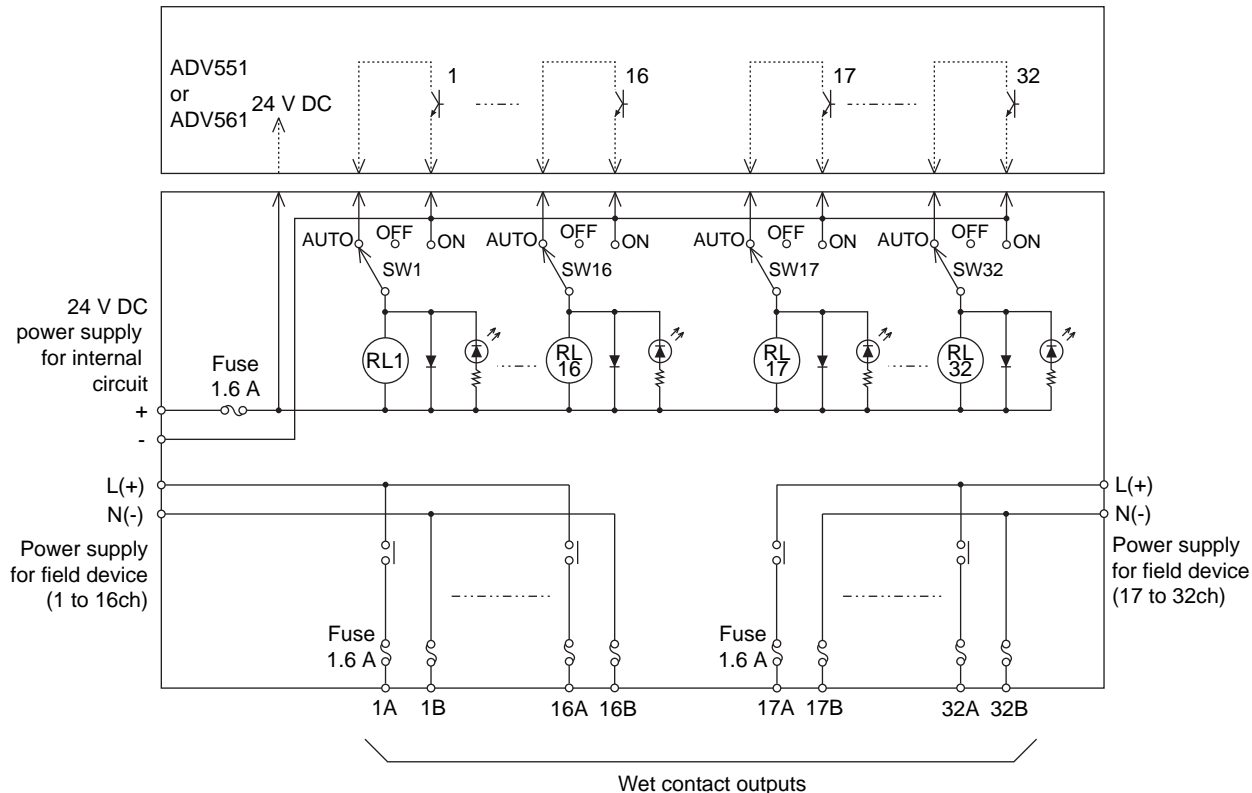 ADV551
or
ADV561
24 V DC
1
16
17
32
AUTO
OFF
ON
SW1
AUTO
OFF
ON
SW16
AUTO
OFF
ON
SW17
AUTO
OFF
ON
SW32
24 V DC
power supply
for internal
circuit
Fuse
1.6 A
RL1
RL
16
RL
17
RL
32
+
-
L(+)
N(-)
Power supply
for field device
(1 to 16ch)
L(+)
N(-)
Power supply
for field device
(17 to 32ch)
Fuse
1.6 A
Fuse
1.6 A
1A
1B
16A
16B
17A
17B
32A
32B
Wet contact outputs